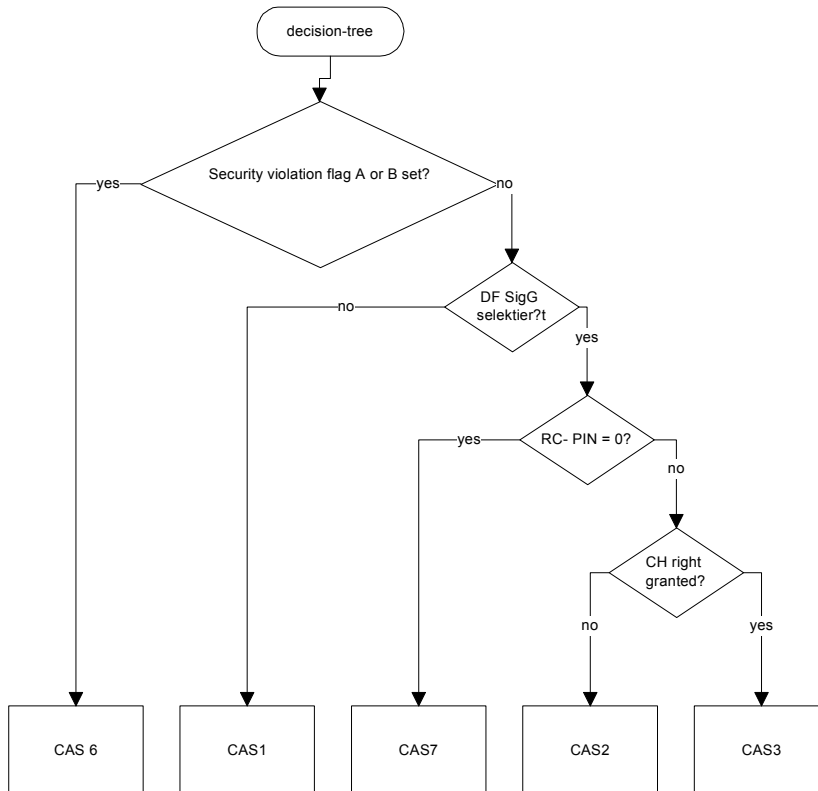 decision-tree
Security violation flag A or B set?
yes
no
DF SigG
selektier?t
no
yes
RC- PIN = 0?
yes
no
CH right
granted?
no
yes
CAS 6
CAS1
CAS7
CAS2
CAS3